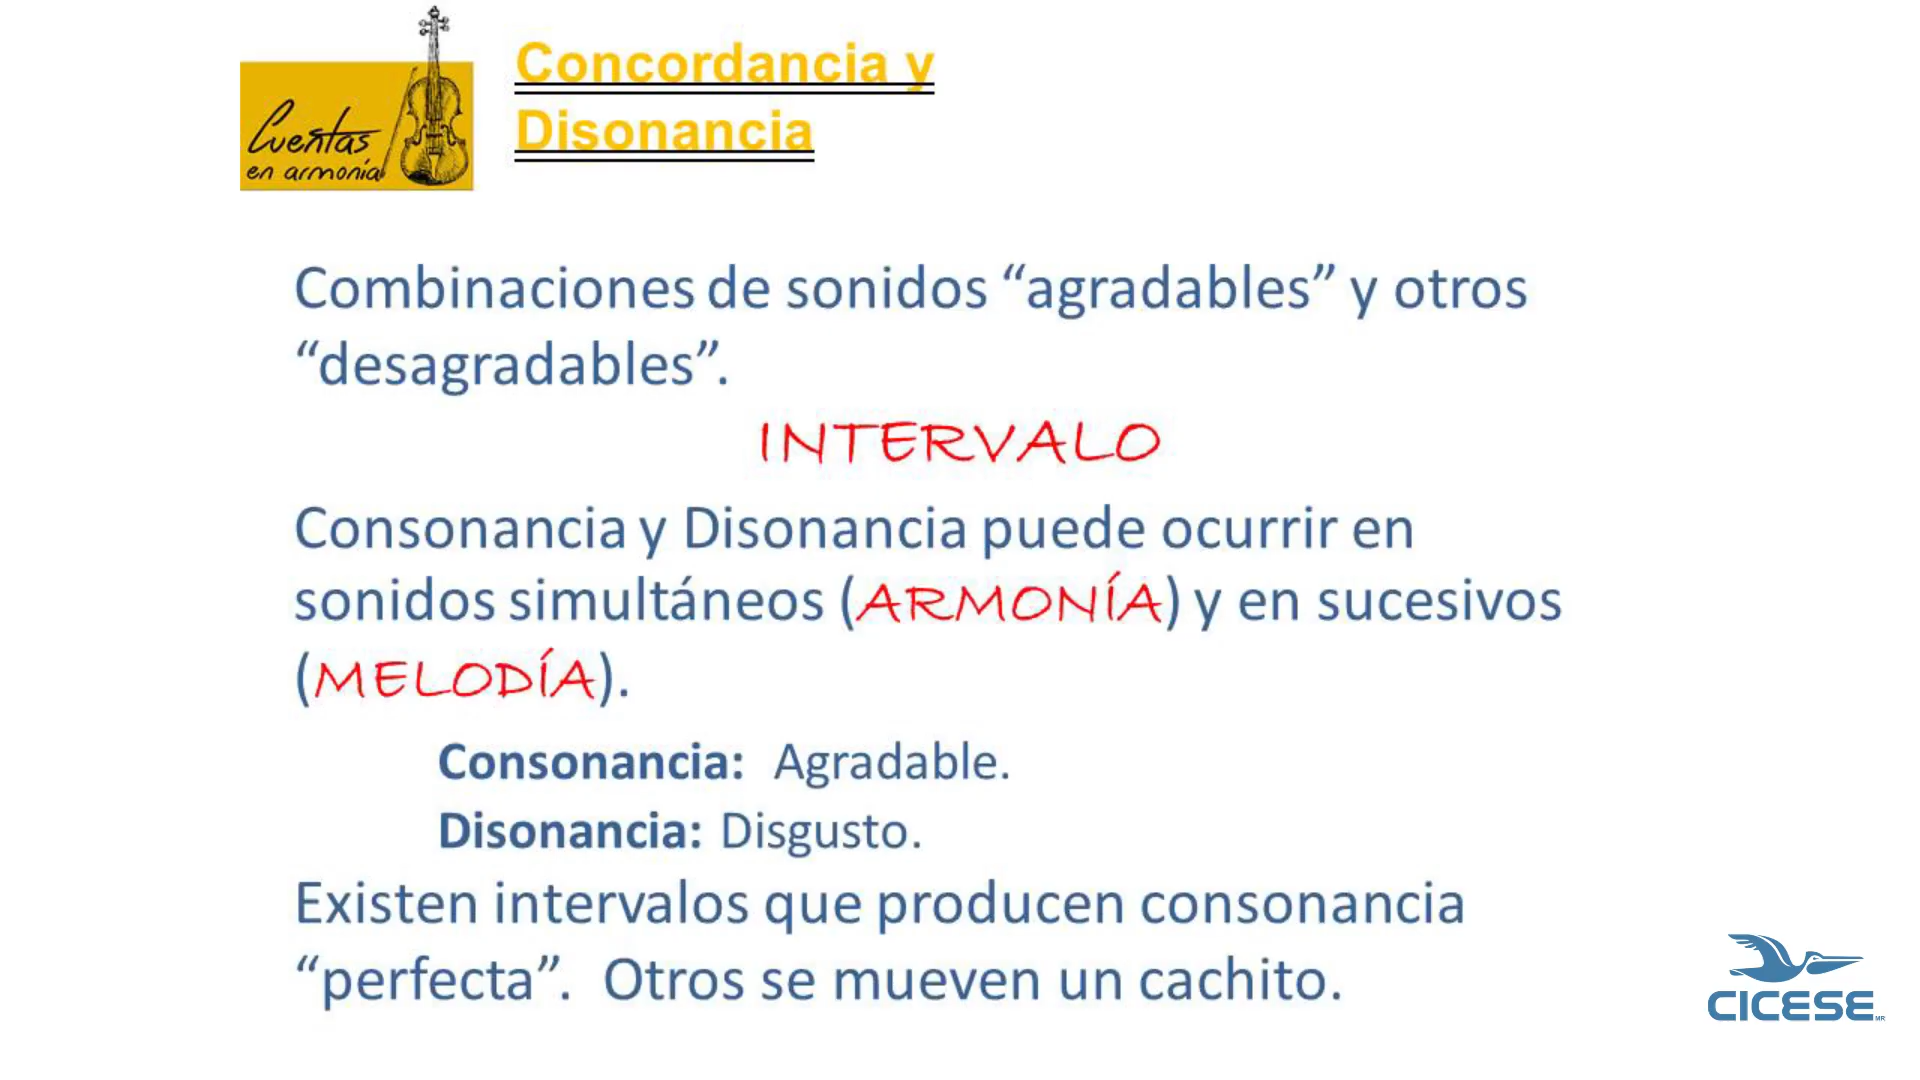 Cuentas
en armonía
Concordancia y
Disonancia
Combinaciones de sonidos “agradables” y otros
“desagradables”.
INTERVALO
Consonancia y Disonancia puede ocurrir en
sonidos simultáneos (ARMONÍA) y en sucesivos
(MELODÍA).
Consonancia: Agradable.
Disonancia: Disgusto.
Existen intervalos que producen consonancia
“perfecta”. Otros se mueven un cachito.
CICESE MR